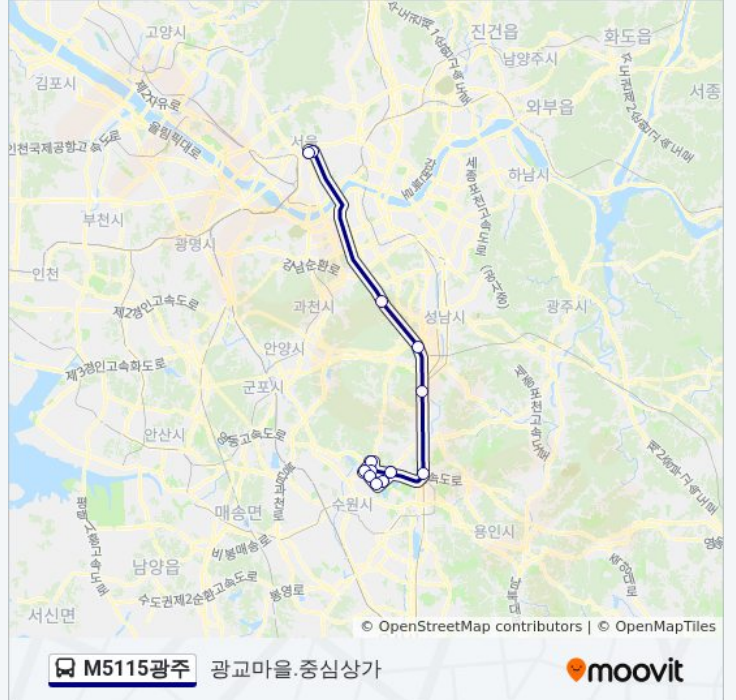 고양시
진건읍
화도읍
남양주시
김포시
제2자유로
와부읍
서종
올림픽대로
인천국제공항고속도로
서울
하남시
부천시
광명시
강남순환로
인천
과천시
성남시
광주시
제2경인고속도로
안양시
제3경인고속화도로
군포시
안산시
수원시
속도로
매송면
용인시
비봉매송로
남양읍
수도권제2순환고속도로
봉영로
서신면
© OpenStreetMap contributors | © OpenMapTiles
M5115광주 광교마을.중심상가
moovit